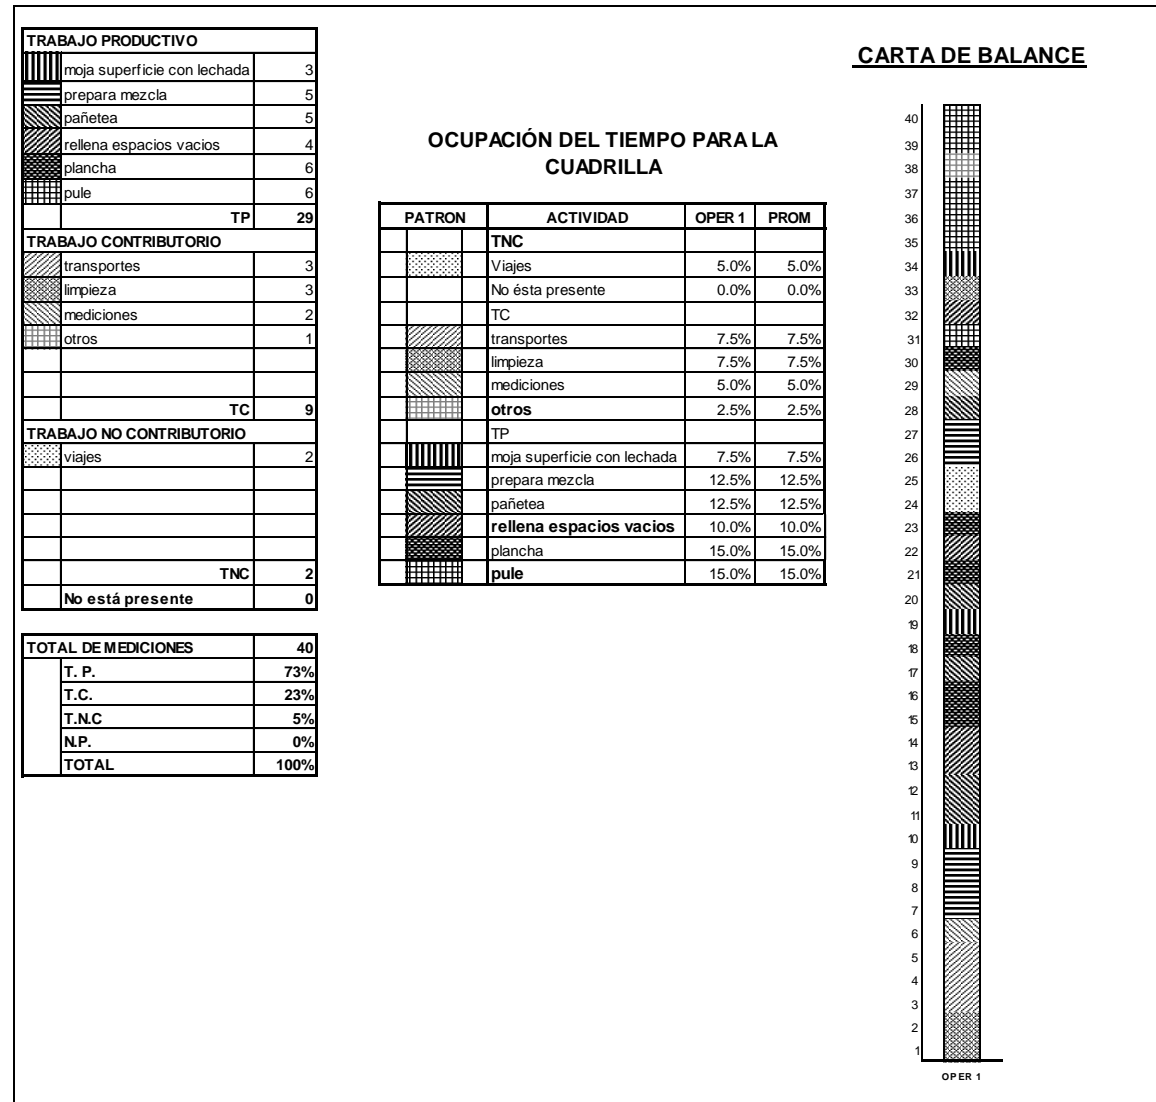 TRABAJO PRODUCTIVO
moja superficie con lechada 3
prepara mezcla 5
pañetea 5
rellena espacios vacios 4
plancha 6
pule 6
TP 29
TRABAJO CONTRIBUTORIO
transportes 3
limpieza 3
mediciones 2
otros 1
TC 9
TRABAJO NO CONTRIBUTORIO
viajes 2
TNC 2
No está presente 0
TOTAL DE MEDICIONES 40
T. P. 73%
T.C. 23%
T.N.C 5%
N.P. 0%
TOTAL 100%
OCUPACIÓN DEL TIEMPO PARA LA
CUADRILLA
PATRON ACTIVIDAD OPER 1 PROM
TNC
Viajes 5.0% 5.0%
No ésta presente 0.0% 0.0%
TC
transportes 7.5% 7.5%
limpieza 7.5% 7.5%
mediciones 5.0% 5.0%
otros 2.5% 2.5%
TP
moja superficie con lechada 7.5% 7.5%
prepara mezcla 12.5% 12.5%
pañetea 12.5% 12.5%
rellena espacios vacios 10.0% 10.0%
plancha 15.0% 15.0%
pule 15.0% 15.0%
CARTA DE BALANCE
40
39
38
37
36
35
34
33
32
31
30
29
28
27
26
25
24
23
22
21
20
19
18
17
16
15
14
13
12
11
10
9
8
7
6
5
4
3
2
1
OPER 1